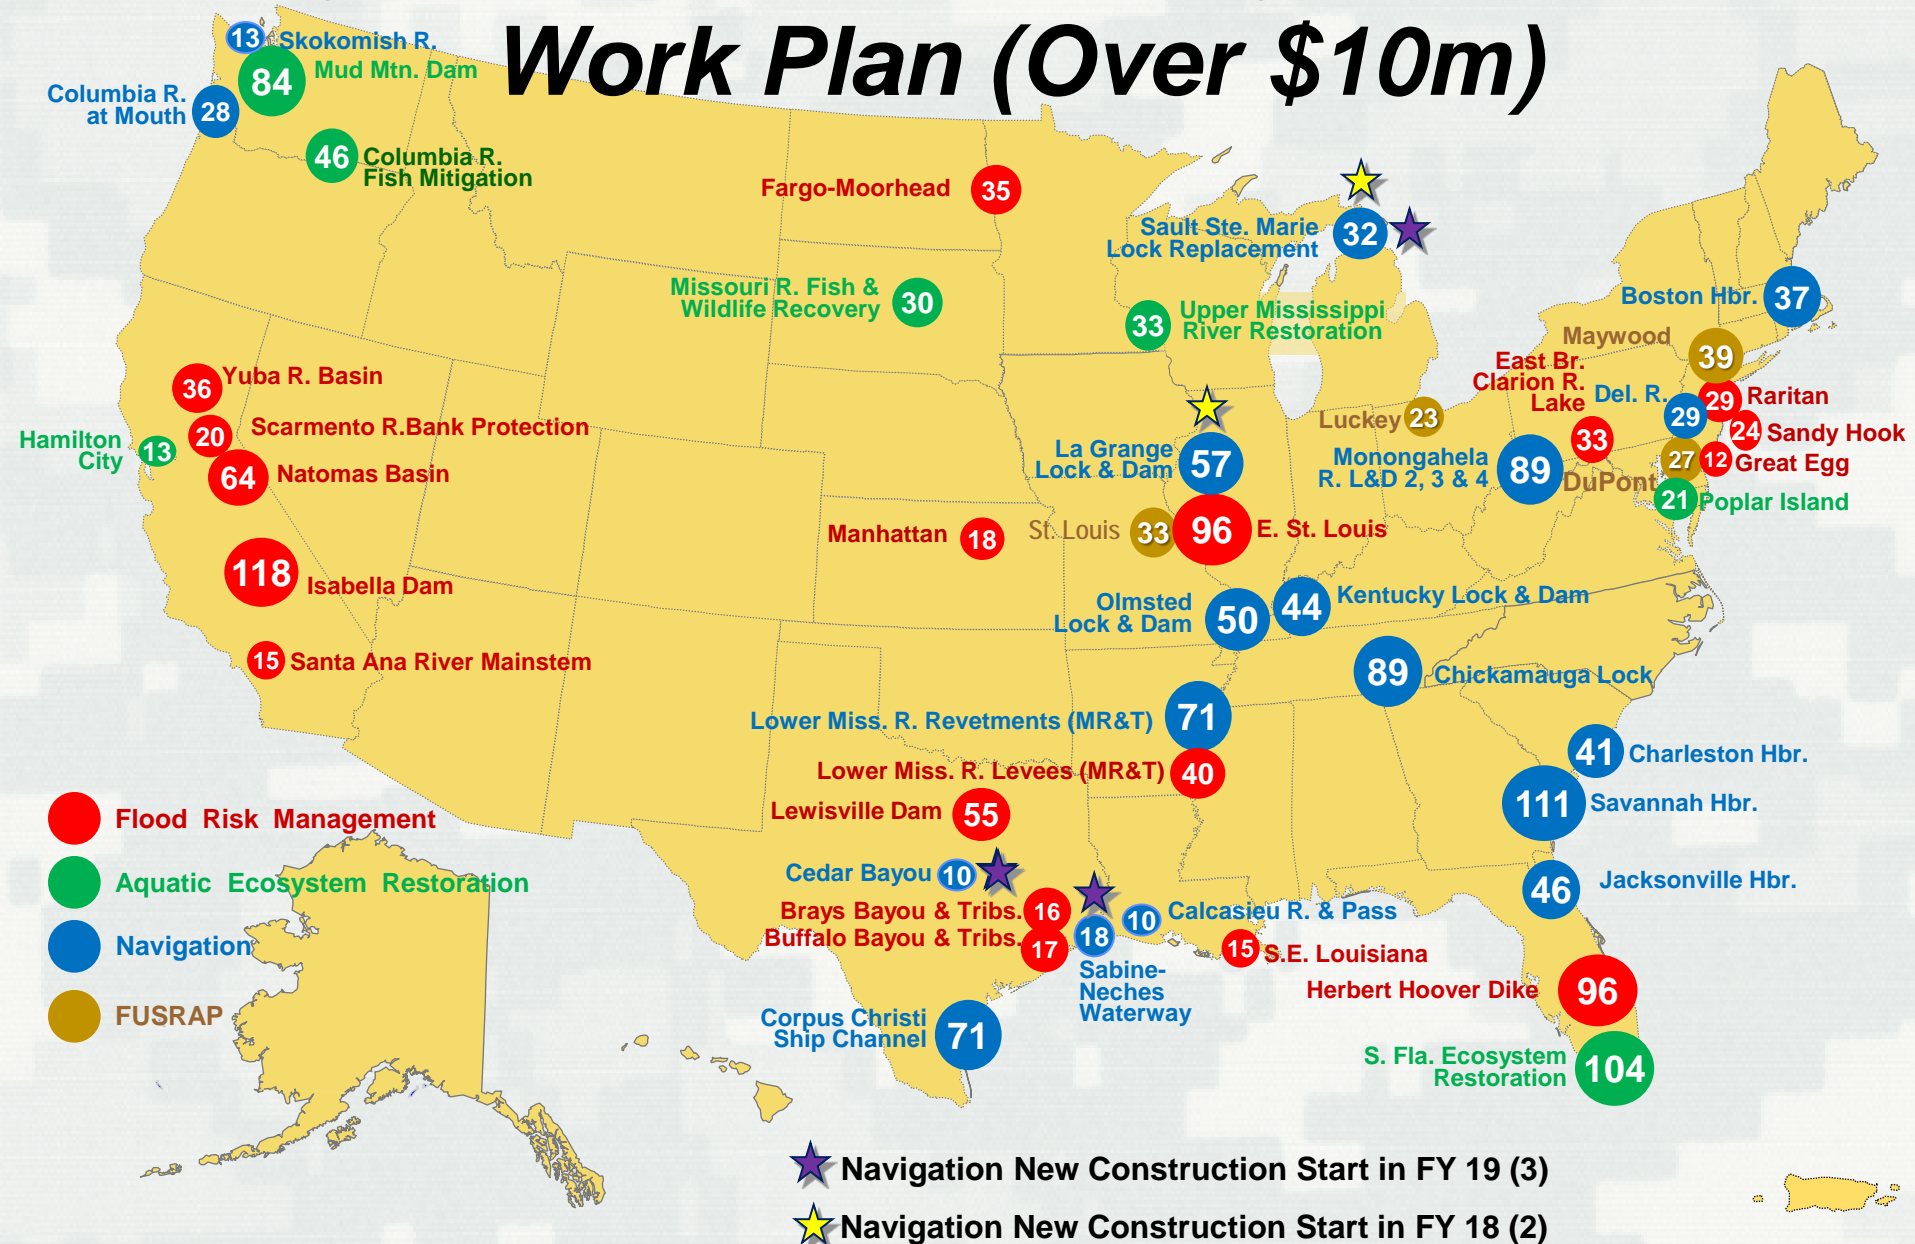 Work Plan (Over $10m)
13
Skokomish R.
84
Mud Mtn. Dam
Columbia R.
at Mouth
28
46
Columbia R.
Fish Mitigation
Fargo-Moorhead
35
Sault Ste. Marie
Lock Replacement
32
Missouri R. Fish &
Wildlife Recovery
30
33
Upper Mississippi
River Restoration
Boston Hbr.
37
Maywood
39
East Br.
Clarion R.
Lake
33
Del. R.
29
29
Raritan
24
Sandy Hook
Luckey
23
36
Yuba R. Basin
20
Scarmento R.Bank Protection
Hamilton
City
13
64
Natomas Basin
La Grange
Lock & Dam
57
Monongahela
R. L&D 2, 3 & 4
89
DuPont
27
12
Great Egg
21
Poplar Island
Manhattan
18
St. Louis
33
96
E. St. Louis
118
Isabella Dam
Olmsted
Lock & Dam
50
44
Kentucky Lock & Dam
15
Santa Ana River Mainstem
89
Chickamauga Lock
Lower Miss. R. Revetments (MR&T)
71
Lower Miss. R. Levees (MR&T)
40
41
Charleston Hbr.
111
Savannah Hbr.
Lewisville Dam
55
Flood Risk Management
Aquatic Ecosystem Restoration
Navigation
FUSRAP
Cedar Bayou
10
46
Jacksonville Hbr.
Brays Bayou & Tribs.
16
Buffalo Bayou & Tribs.
17
18
Sabine-
Neches
Waterway
10
Calcasieu R. & Pass
15
S.E. Louisiana
Herbert Hoover Dike
96
Corpus Christi
Ship Channel
71
S. Fla. Ecosystem
Restoration
104
Navigation New Construction Start in FY 19 (3)
Navigation New Construction Start in FY 18 (2)